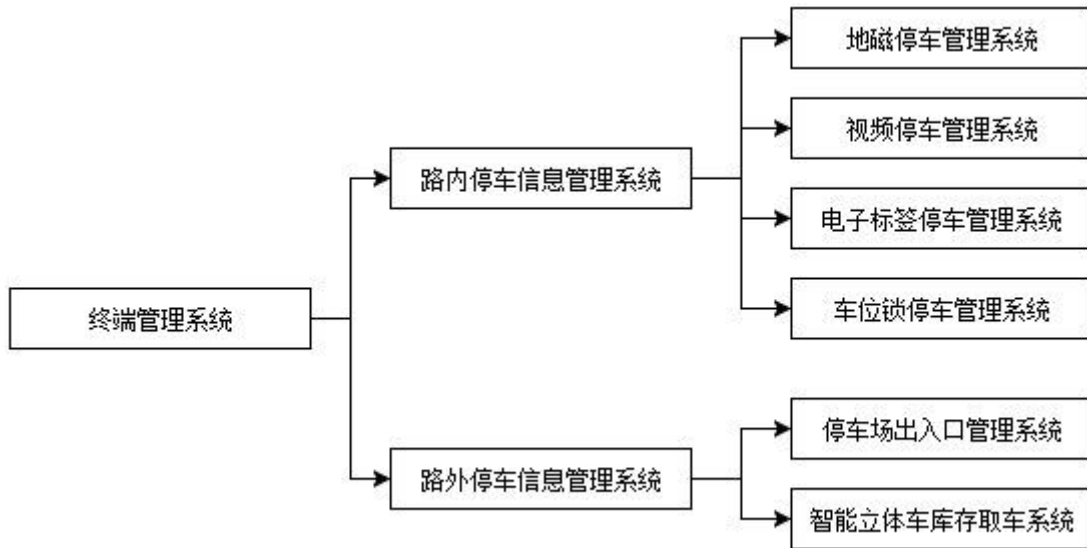 终端管理系统
路内停车信息管理系统
地磁停车管理系统
视频停车管理系统
电子标签停车管理系统
车位锁停车管理系统
路外停车信息管理系统
停车场出入口管理系统
智能立体车库存取车系统